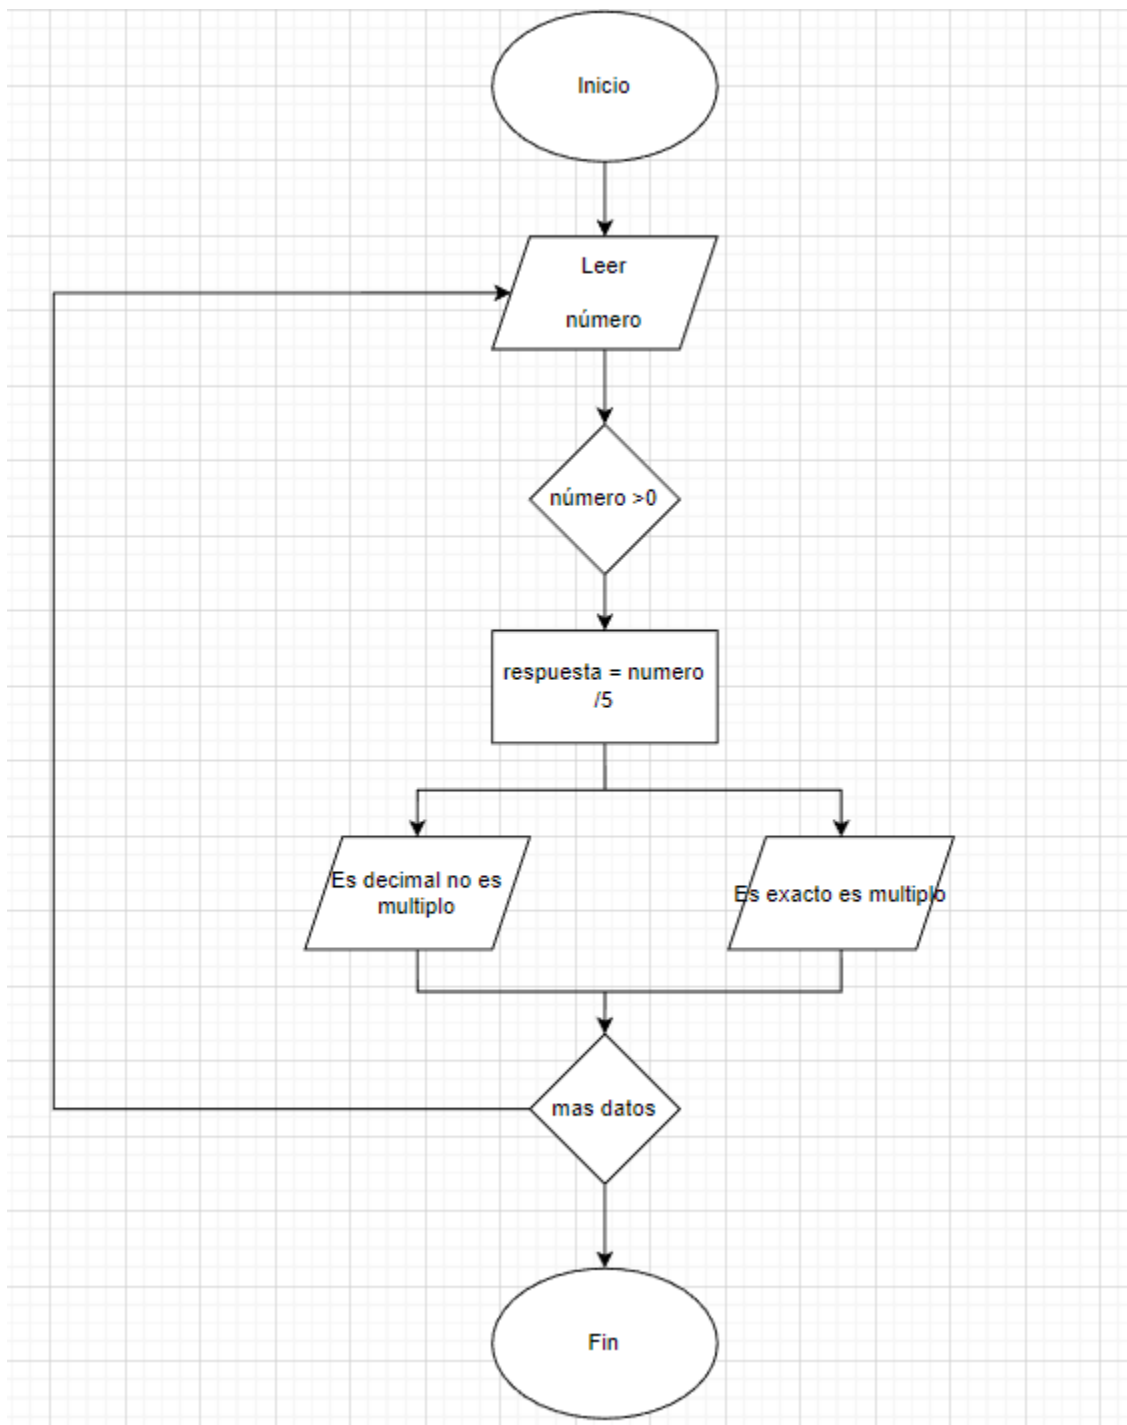 Inicio
Leer
número
número >0
respuesta = numero
/5
Es decimal no es
multiplo
Es exacto es multiplo
mas datos
Fin